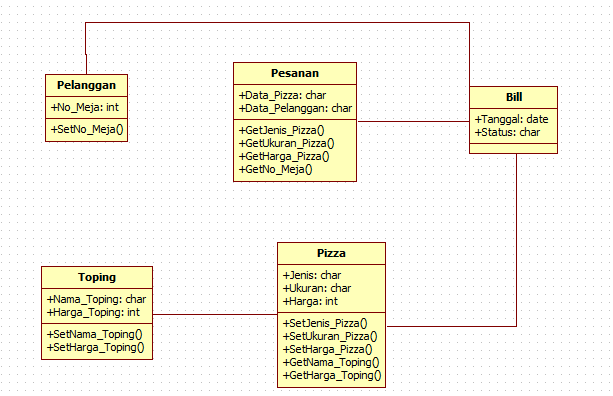 Pelanggan
+No_Meja: int
+SetNo_Meja()
Pesanan
+Data_Pizza: char
+Data_Pelanggan: char
+GetJenis_Pizza()
+GetUkuran_Pizza()
+GetHarga_Pizza()
+GetNo_Meja()
Bill
+Tanggal: date
+Status: char
Toping
+Nama_Toping: char
+Harga_Toping: int
+SetNama_Toping()
+SetHarga_Toping()
Pizza
+Jenis: char
+Ukuran: char
+Harga: int
+SetJenis_Pizza()
+SetUkuran_Pizza()
+SetHarga_Pizza()
+GetNama_Toping()
+GetHarga_Toping()